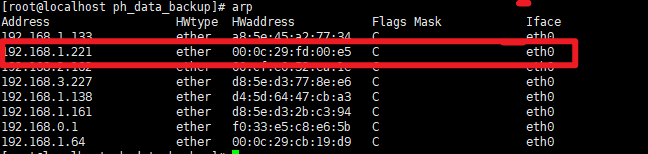 [root@localhost ph_data_backup]# arp
Address HWtype HWaddress Flags Mask Iface
192.168.1.133 ether a8:5e:45:a2:77:34 C eth0
192.168.1.221 ether 00:0c:29:fd:00:e5 C eth0
ether C eth0
192.168.3.227 ether d8:5e:d3:77:8e:e6 C eth0
192.168.1.138 ether d4:5d:64:47:cb:a3 C eth0
192.168.1.161 ether d8:5e:d3:2b:c3:94 C eth0
192.168.0.1 ether f0:33:e5:c8:e6:5b C eth0
192.168.1.64 ether 00:0c:29:cb:19:d9 C eth0
[root@localhost ph_data_backup]#